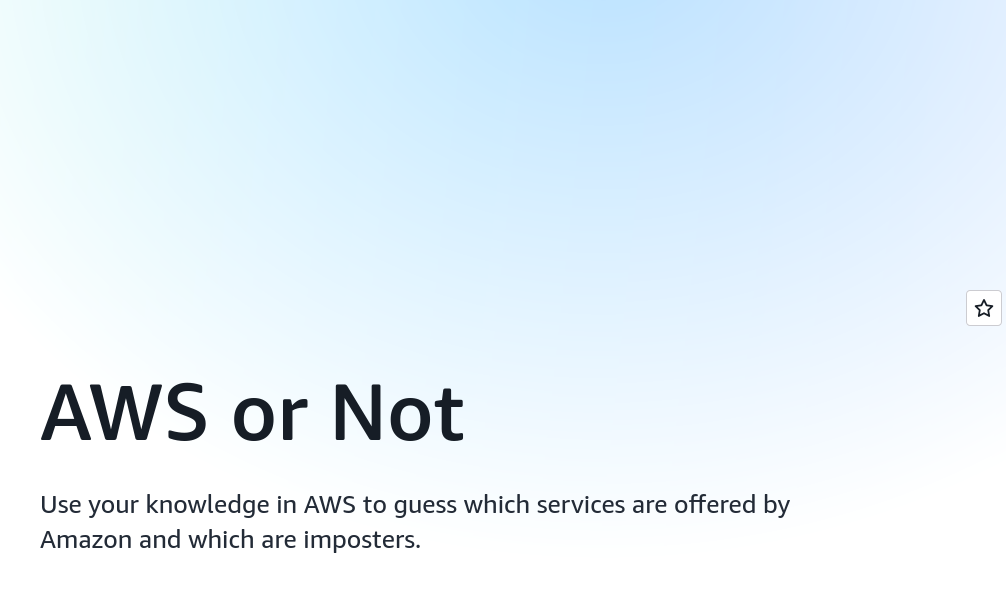 AWS or Not
Use your knowledge in AWS to guess which services are offered by
Amazon and which are imposters.